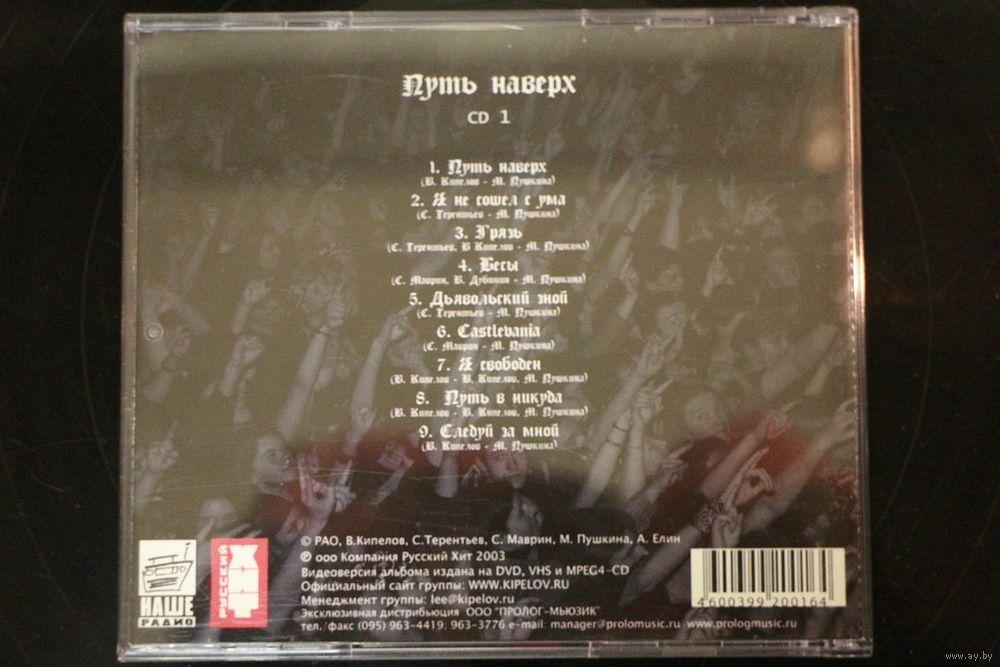 Путь наверх
CD 1
1. Путь наверх
(В. Кипелов - М. Пушкина)
2. Я не сошел с ума
(С. Терентьев - М. Пушкина)
3. Грязь
(С. Терентьев, В Кипелов - М. Пушкина)
4. Бесы
(С. Маврин, В. Дубинин - М. Пушкина)
5. Дьявольский зной
(С. Терентьев - М. Пушкина)
6. Castlevania
(С. Маврин - М. Пушкина)
7. Я свободен
(В. Кипелов - В. Кипелов, М. Пушкина)
8. Путь в никуда
(В. Кипелов - В. Кипелов, М. Пушкина)
9. Следуй за мной
(В. Кипелов - М. Пушкина)
© РАО, В.Кипелов, С.Терентьев, С. Маврин, М. Пушкина, А. Елин
℗ ооо Компания Русский Хит 2003
Видеоверсия альбома издана на DVD, VHS и MPEG4-CD
Официальный сайт группы: WWW.KIPELOV.RU
Менеджмент группы: lee@kipelov.ru
Эксклюзивная дистрибьюция ООО "ПРОЛОГ-МЬЮЗИК"
тел./факс (095) 963-4419, 963-3776 e-mail: manager@prolomusic.ru www.prologmusic.ru
НАШЕ
РАДИО
РУССКИЙ
ХИТ
4600399200164
www.ay.by